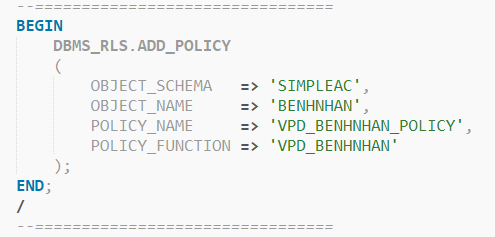 --================================
BEGIN
    DBMS_RLS.ADD_POLICY
    (
        OBJECT_SCHEMA   => 'SIMPLEAC',
        OBJECT_NAME     => 'BENHNHAN',
        POLICY_NAME     => 'VPD_BENHNHAN_POLICY',
        POLICY_FUNCTION => 'VPD_BENHNHAN'
    );
END;
/
--================================